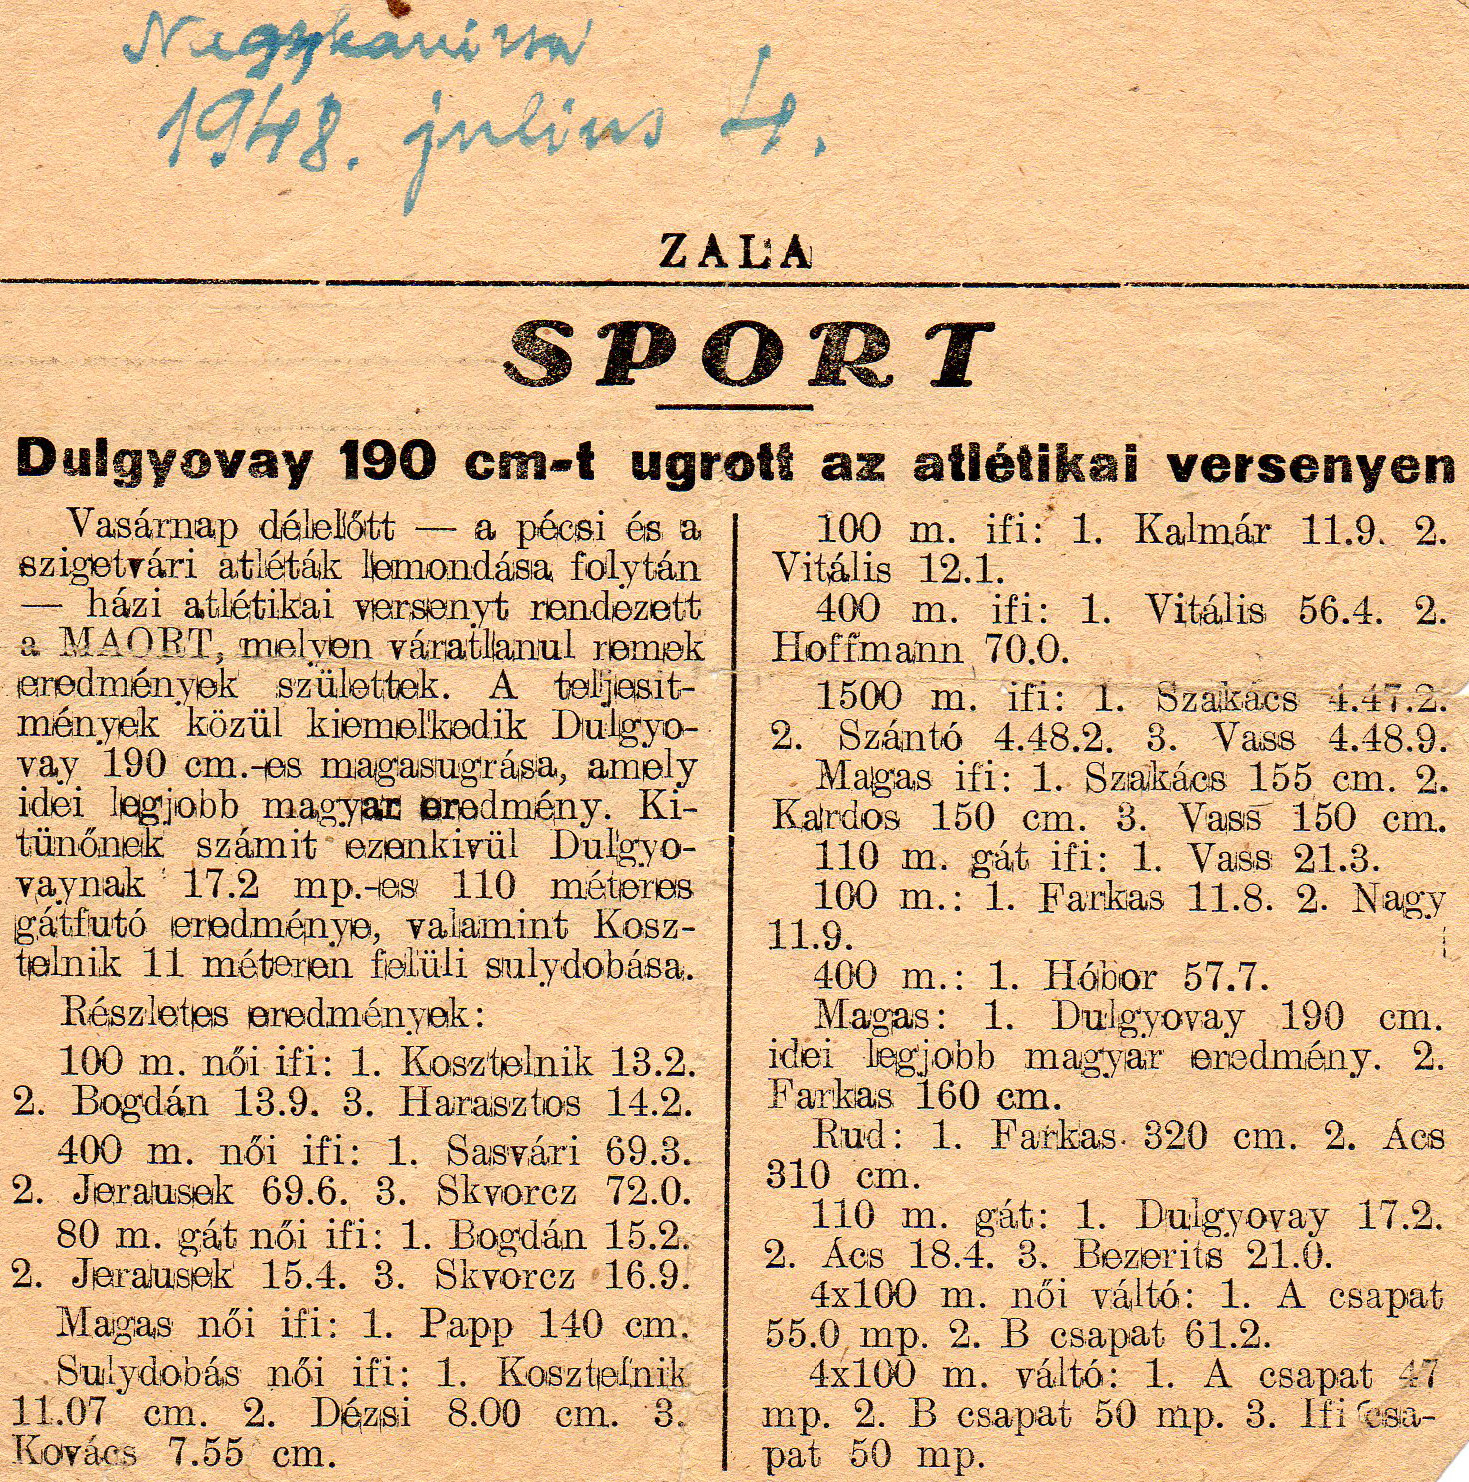 Nagykanizsa
1948. julius 4.
ZALA
SPORT
Dulgyovay 190 cm-t ugrott az atlétikai versenyen
Vasárnap délelőtt — a pécsi és a
szigetvári atléták lemondása folytán
— házi atlétikai versenyt rendezett
a MAORT, melyen váratlanul remek
eredmények születtek. A teljesit-
mények közül kiemelkedik Dulgyo-
vay 190 cm.-es magasugrása, amely
idei legjobb magyar eredmény. Ki-
tünőnek számit ezenkivül Dulgyo-
vaynak 17.2 mp.-es 110 méteres
gátfutó eredménye, valamint Kosz-
telnik 11 méteren felüli sulydobása.
Részletes eredmények:
100 m. női ifi: 1. Kosztelnik 13.2.
2. Bogdán 13.9. 3. Harasztos 14.2.
400 m. női ifi: 1. Sasvári 69.3.
2. Jerausek 69.6. 3. Skvorcz 72.0.
80 m. gát női ifi: 1. Bogdán 15.2.
2. Jerausek 15.4. 3. Skvorcz 16.9.
Magas női ifi: 1. Papp 140 cm.
Sulydobás női ifi: 1. Kosztelnik
11.07 cm. 2. Dézsi 8.00 cm. 3.
Kovács 7.55 cm.
100 m. ifi: 1. Kalmár 11.9. 2.
Vitális 12.1.
400 m. ifi: 1. Vitális 56.4. 2.
Hoffmann 70.0.
1500 m. ifi: 1. Szakács 4.47.2.
2. Szántó 4.48.2. 3. Vass 4.48.9.
Magas ifi: 1. Szakács 155 cm. 2.
Kardos 150 cm. 3. Vass 150 cm.
110 m. gát ifi: 1. Vass 21.3.
100 m.: 1. Farkas 11.8. 2. Nagy
11.9.
400 m.: 1. Hóbor 57.7.
Magas: 1. Dulgyovay 190 cm.
idei legjobb magyar eredmény. 2.
Farkas 160 cm.
Rud: 1. Farkas 320 cm. 2. Ács
310 cm.
110 m. gát: 1. Dulgyovay 17.2.
2. Ács 18.4. 3. Bezerits 21.0.
4x100 m. női váltó: 1. A csapat
55.0 mp. 2. B csapat 61.2.
4x100 m. váltó: 1. A csapat 47
mp. 2. B csapat 50 mp. 3. Ifi csa-
pat 50 mp.